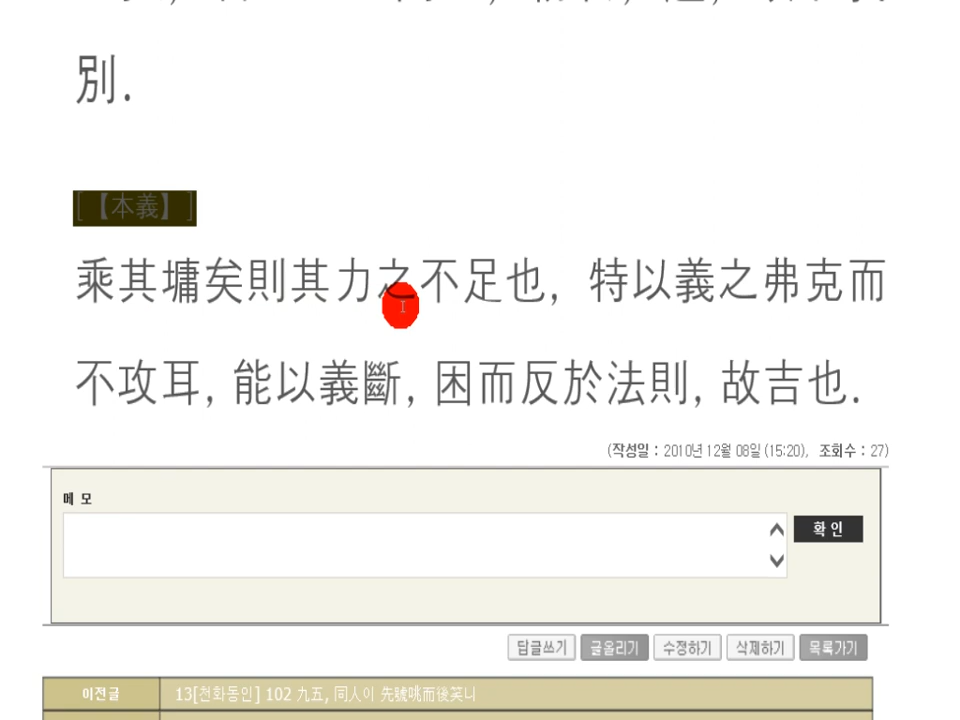 別.
[【本義】]
乘其墉矣則其力之不足也, 特以義之弗克而
不攻耳, 能以義斷, 困而反於法則, 故吉也.
(작성일 : 2010년 12월 08일 (15:20), 조회수 : 27)
메 모
확 인
답글쓰기 글올리기 수정하기 삭제하기 목록가기
이전글 13[천화동인] 102 九五, 同人이 先號咷而後笑니